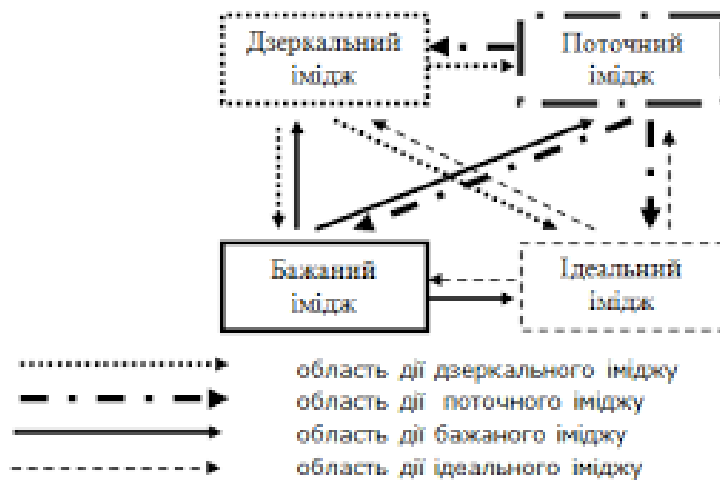 Дзеркальний
імідж
Поточний
імідж
Бажаний
імідж
Ідеальний
імідж
область дії дзеркального іміджу
область дії поточного іміджу
область дії бажаного іміджу
область дії ідеального іміджу